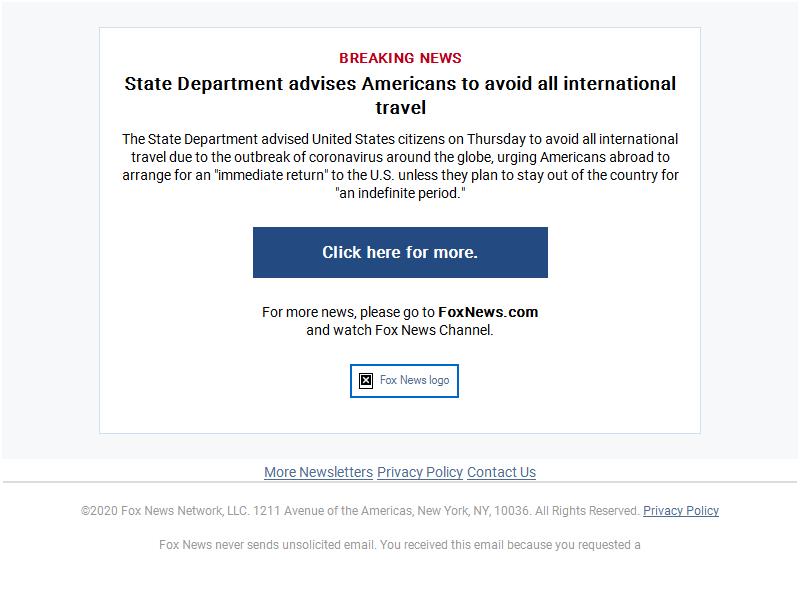 BREAKING NEWS
State Department advises Americans to avoid all international
travel
The State Department advised United States citizens on Thursday to avoid all international
travel due to the outbreak of coronavirus around the globe, urging Americans abroad to
arrange for an "immediate return" to the U.S. unless they plan to stay out of the country for
"an indefinite period."
Click here for more.
For more news, please go to FoxNews.com
and watch Fox News Channel.
Fox News logo
More Newsletters Privacy Policy Contact Us
©2020 Fox News Network, LLC. 1211 Avenue of the Americas, New York, NY, 10036. All Rights Reserved. Privacy Policy
Fox News never sends unsolicited email. You received this email because you requested a